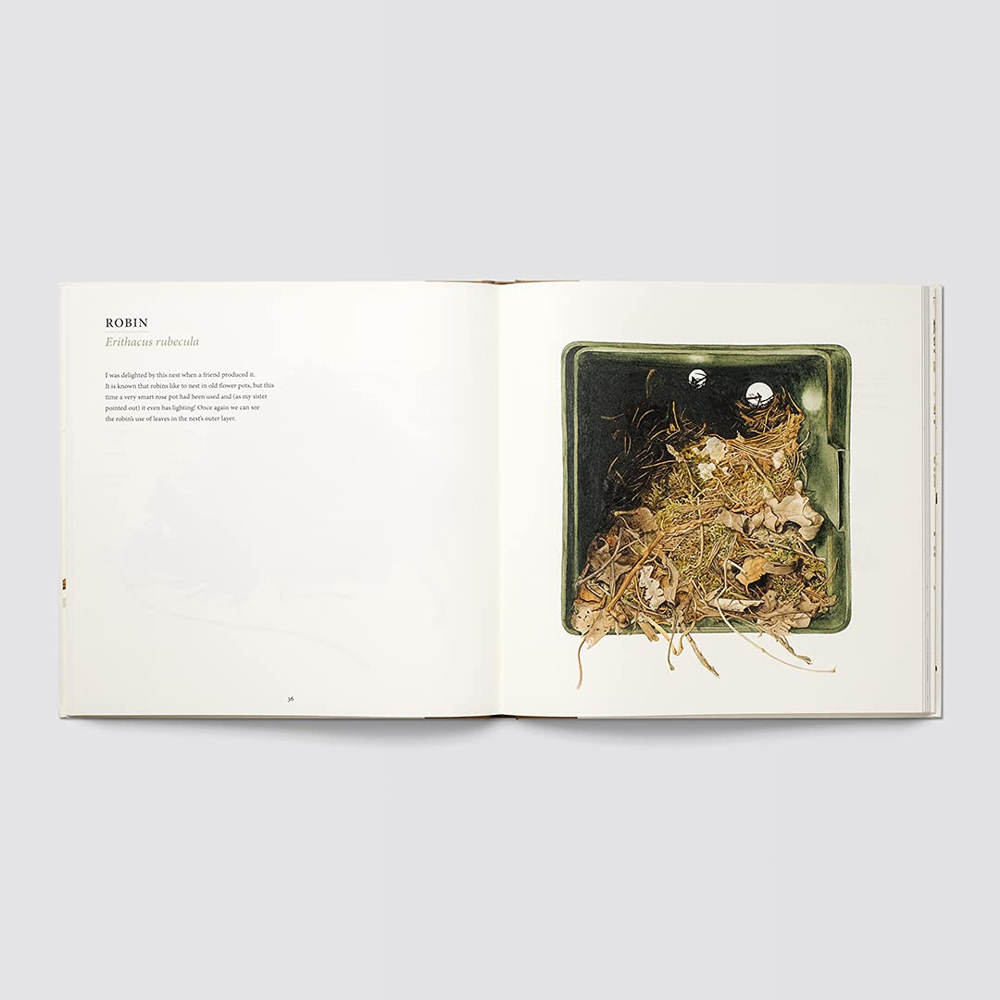 ROBIN
Erithacus rubecula
I was delighted by this nest when a friend produced it.
It is known that robins like to nest in old flower pots, but this
time a very smart rose pot had been used and (as my sister
pointed out) it even has lighting! Once again we can see
the robin's use of leaves in the nest's outer layer.
36